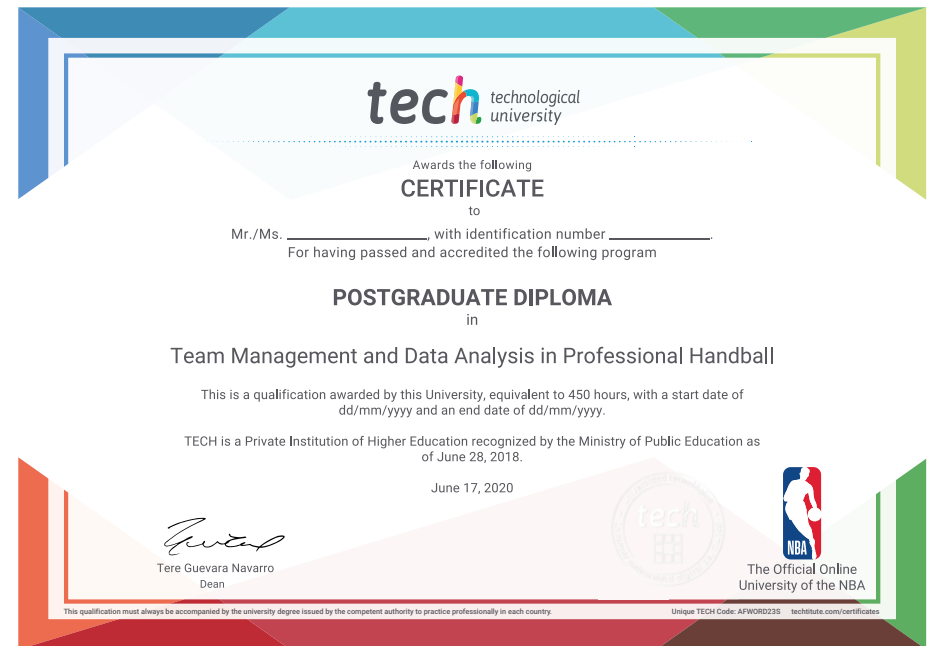 tech technological
university
Awards the following
CERTIFICATE
to
Mr./Ms. ____________________, with identification number ______________.
For having passed and accredited the following program
POSTGRADUATE DIPLOMA
in
Team Management and Data Analysis in Professional Handball
This is a qualification awarded by this University, equivalent to 450 hours, with a start date of
dd/mm/yyyy and an end date of dd/mm/yyyy.
TECH is a Private Institution of Higher Education recognized by the Ministry of Public Education as
of June 28, 2018.
June 17, 2020
tech
NBA
Tere Guevara Navarro
Dean
The Official Online
University of the NBA
This qualification must always be accompanied by the university degree issued by the competent authority to practice professionally in each country.
Unique TECH Code: AFWORD23S techtitute.com/certificates